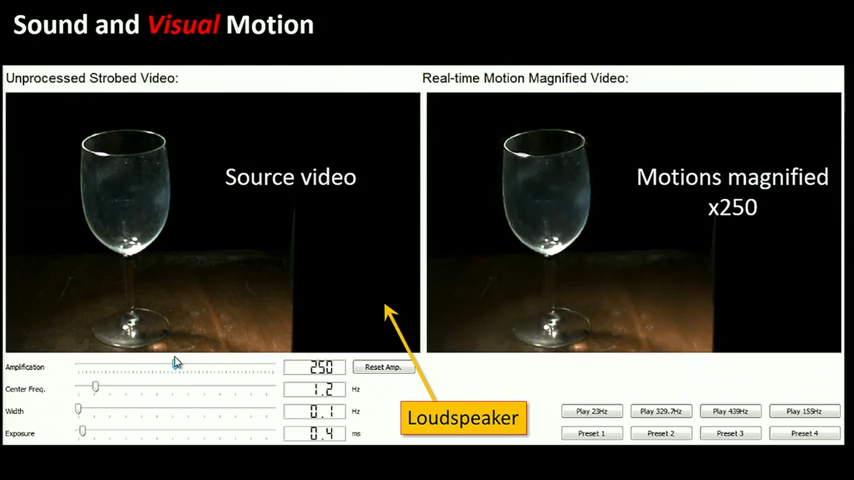 Sound and Visual Motion
Unprocessed Strobed Video:
Real-time Motion Magnified Video:
Source video
Motions magnified
x250
Amplification
250
Reset Amp.
Center Freq.
1.2
Hz
Width
0.1
Hz
Exposure
0.4
ms
Loudspeaker
Play 23Hz
Play 329.7Hz
Play 439Hz
Play 155Hz
Preset 1
Preset 2
Preset 3
Preset 4